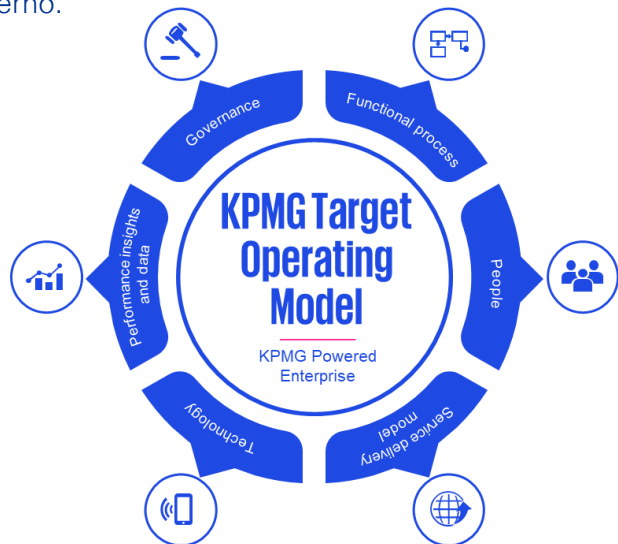 erno.
Governance
Functional process
People
Service delivery
model
Technology
Performance insights
and data
KPMG Target
Operating
Model
KPMG Powered
Enterprise